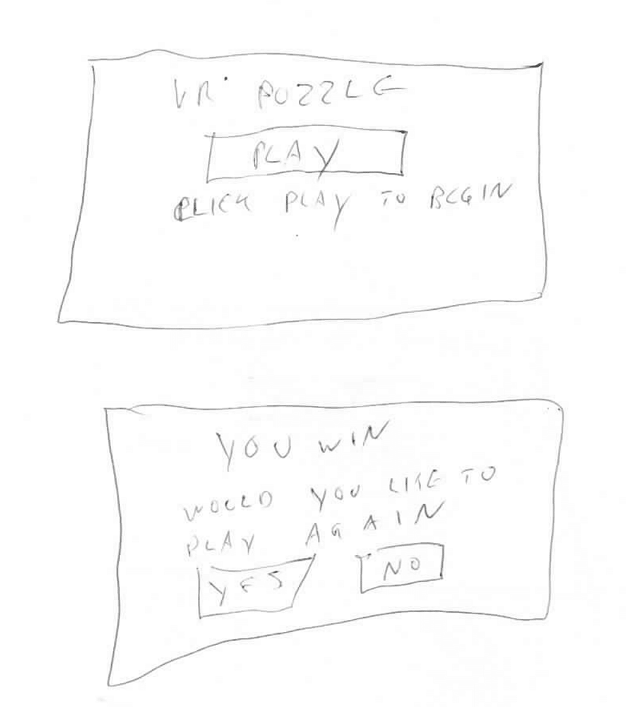 VR PUZZLE
PLAY
CLICK PLAY TO BEGIN
YOU WIN
WOULD YOU LIKE TO
PLAY AGAIN
YES NO